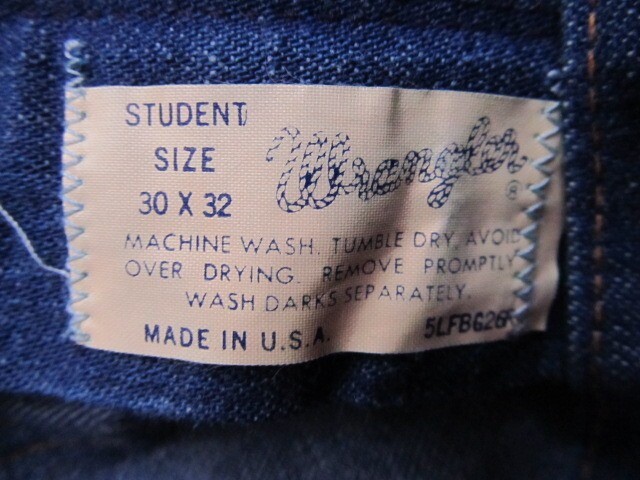 STUDENT
SIZE
30 X 32
Wrangler
®
MACHINE WASH. TUMBLE DRY. AVOID
OVER DRYING. REMOVE PROMPTLY
WASH DARKS SEPARATELY.
MADE IN U.S.A.